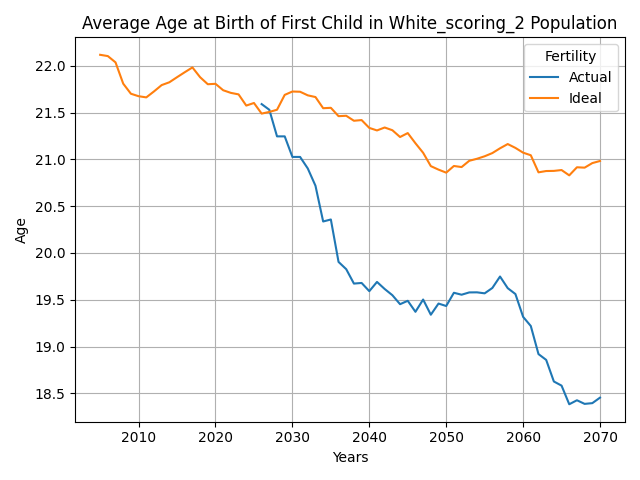 Average Age at Birth of First Child in White_scoring_2 Population
Fertility
Actual
Ideal
Age
22.0
21.5
21.0
20.5
20.0
19.5
19.0
18.5
2010 2020 2030 2040 2050 2060 2070
Years